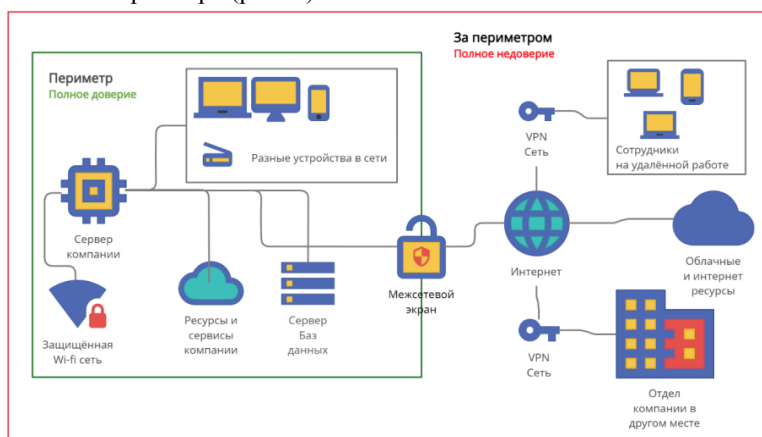 За периметром
Полное недоверие
Периметр
Полное доверие
Разные устройства в сети
VPN
Сеть
Сотрудники
на удалённой работе
Сервер
компании
Межсетевой
экран
Интернет
Облачные
и интернет
ресурсы
Защищённая
Wi-fi сеть
Ресурсы и
сервисы
компании
Сервер
Баз
данных
VPN
Сеть
Отдел
компании в
другом месте